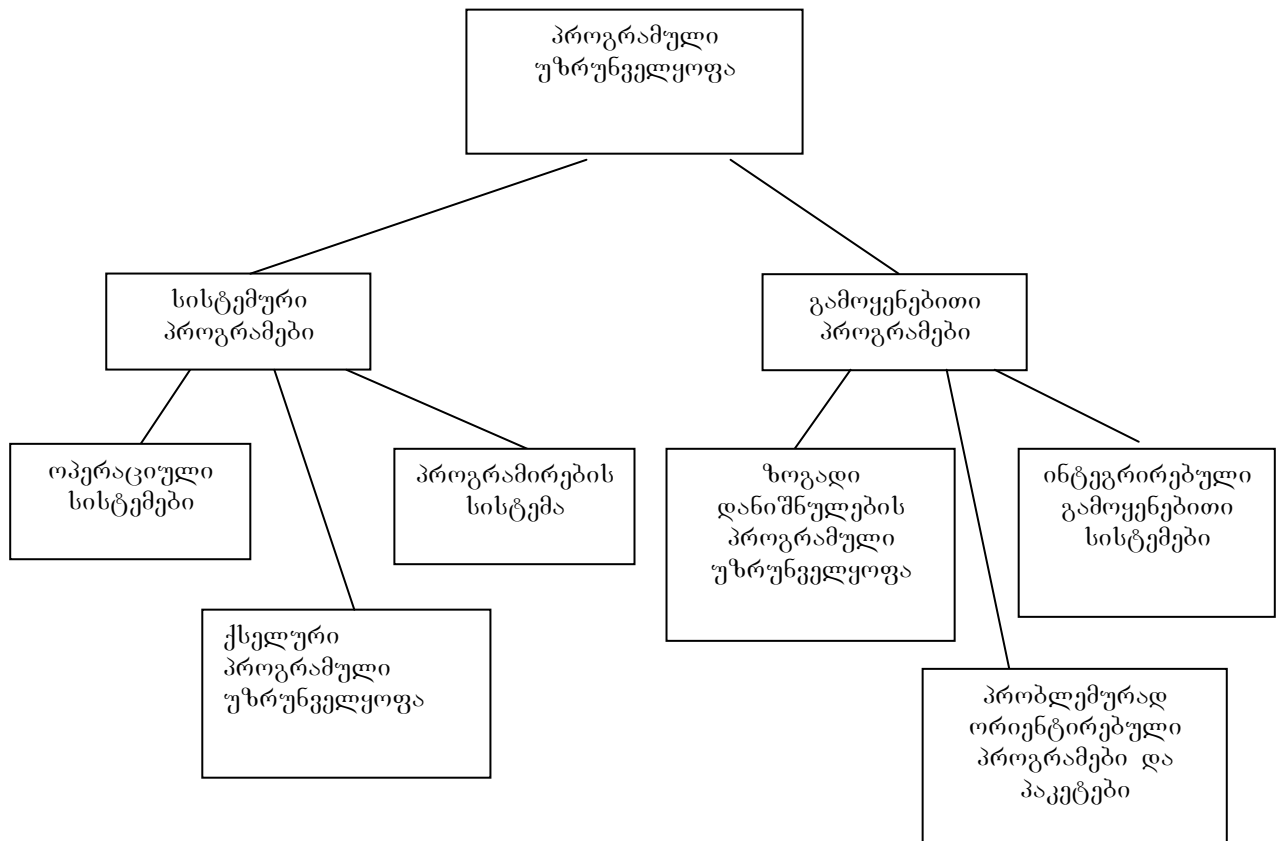 პროგრამული
უზრუნველყოფა
სისტემური
პროგრამები
გამოყენებითი
პროგრამები
ოპერაციული
სისტემები
პროგრამირების
სისტემა
ზოგადი
დანიშნულების
პროგრამული
უზრუნველყოფა
ინტეგრირებული
გამოყენებითი
სისტემები
ქსელური
პროგრამული
უზრუნველყოფა
პრობლემურად
ორიენტირებული
პროგრამები და
პაკეტები